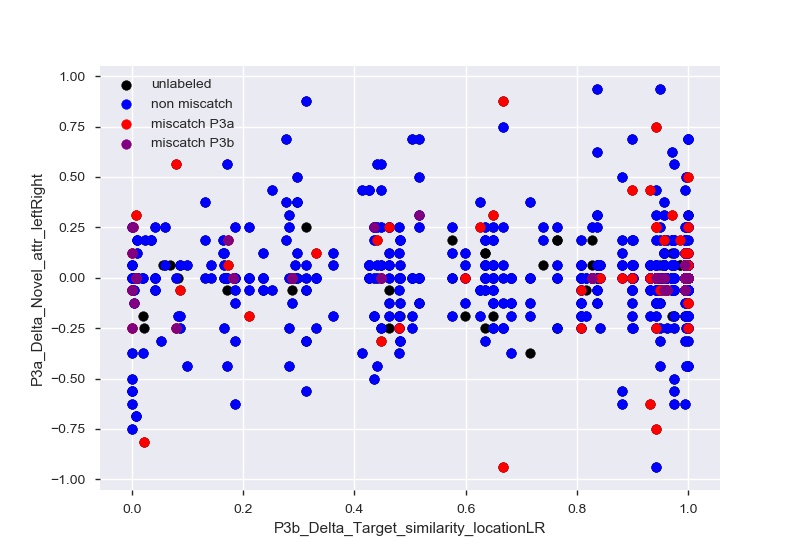 1.00
0.75
0.50
0.25
0.00
−0.25
−0.50
−0.75
−1.00
unlabeled
non miscatch
miscatch P3a
miscatch P3b
P3a_Delta_Novel_attr_leftRight
0.0
0.2
0.4
0.6
0.8
1.0
P3b_Delta_Target_similarity_locationLR